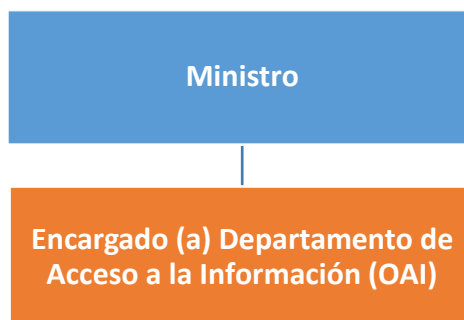 Ministro
Encargado (a) Departamento de
Acceso a la Información (OAI)